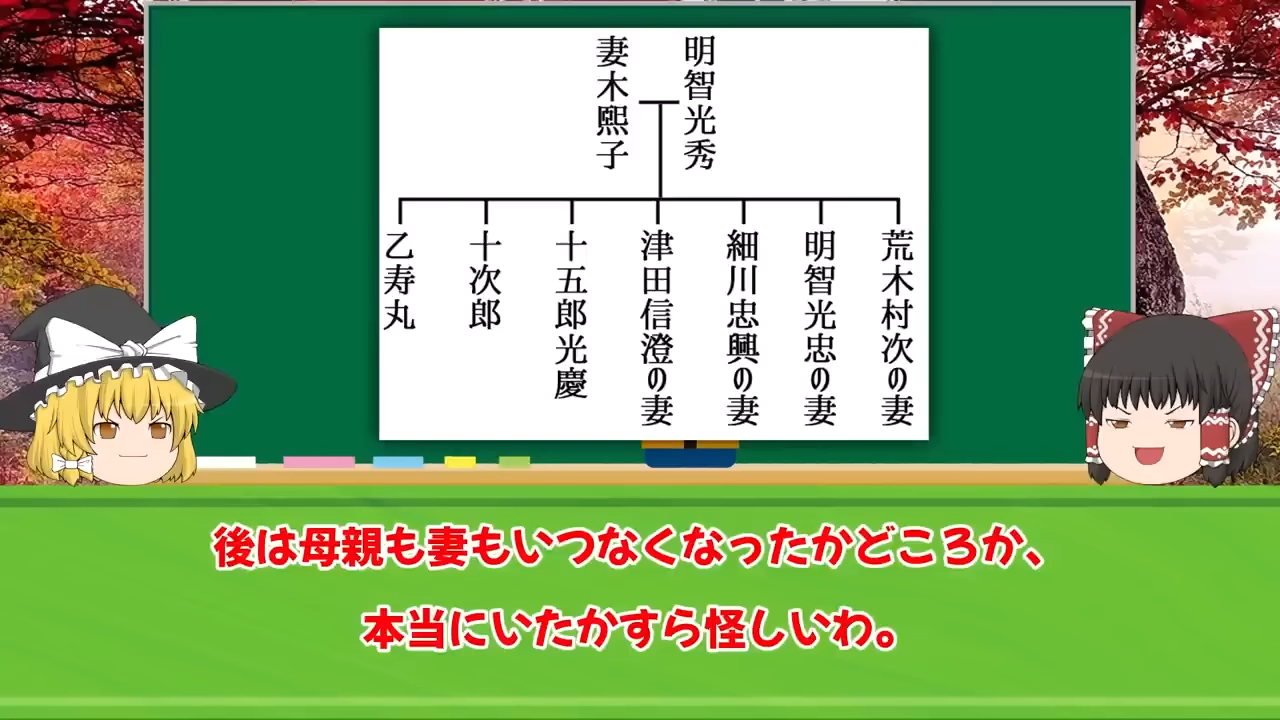 明智光秀
妻木熙子
荒木村次の妻
明智光忠の妻
細川忠興の妻
津田信澄の妻
十五郎光慶
十次郎
乙寿丸
後は母親も妻もいつなくなったかどころか、
本当にいたかすら怪しいわ。